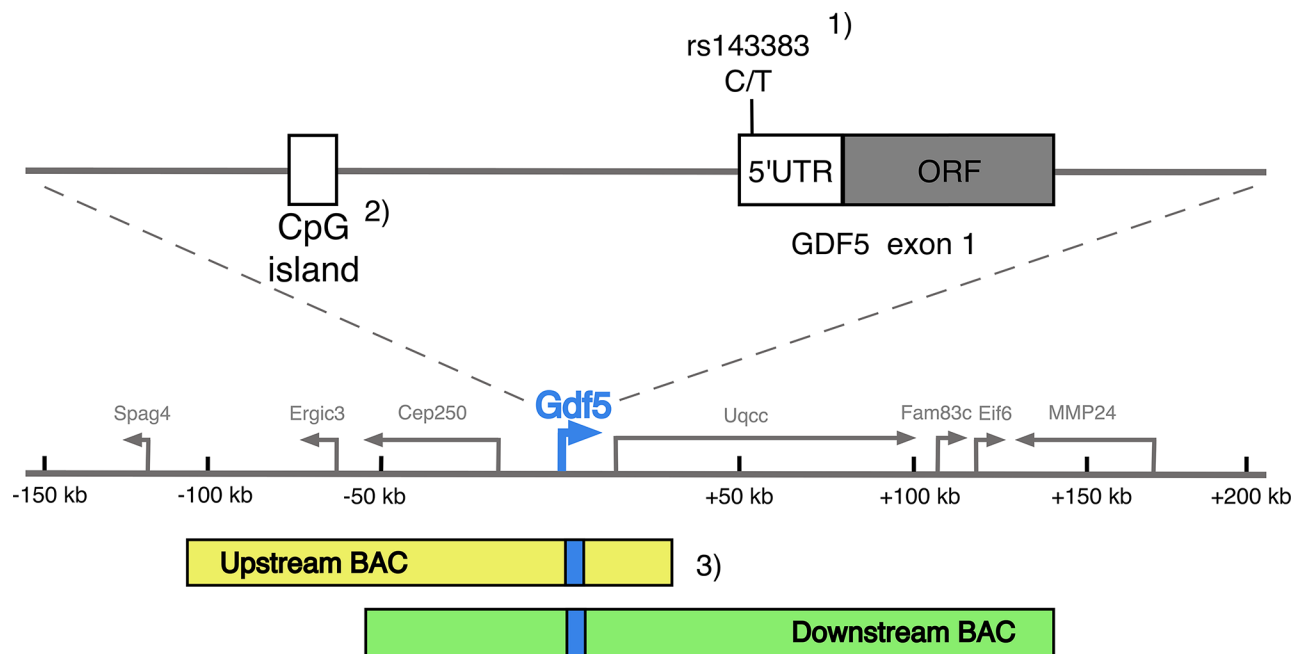 rs143383 1)
C/T
5'UTR ORF
CpG 2)
island
GDF5 exon 1
Gdf5
Spag4 Ergic3 Cep250 Uqcc Fam83c Eif6 MMP24
-150 kb -100 kb -50 kb +50 kb +100 kb +150 kb +200 kb
Upstream BAC 3)
Downstream BAC